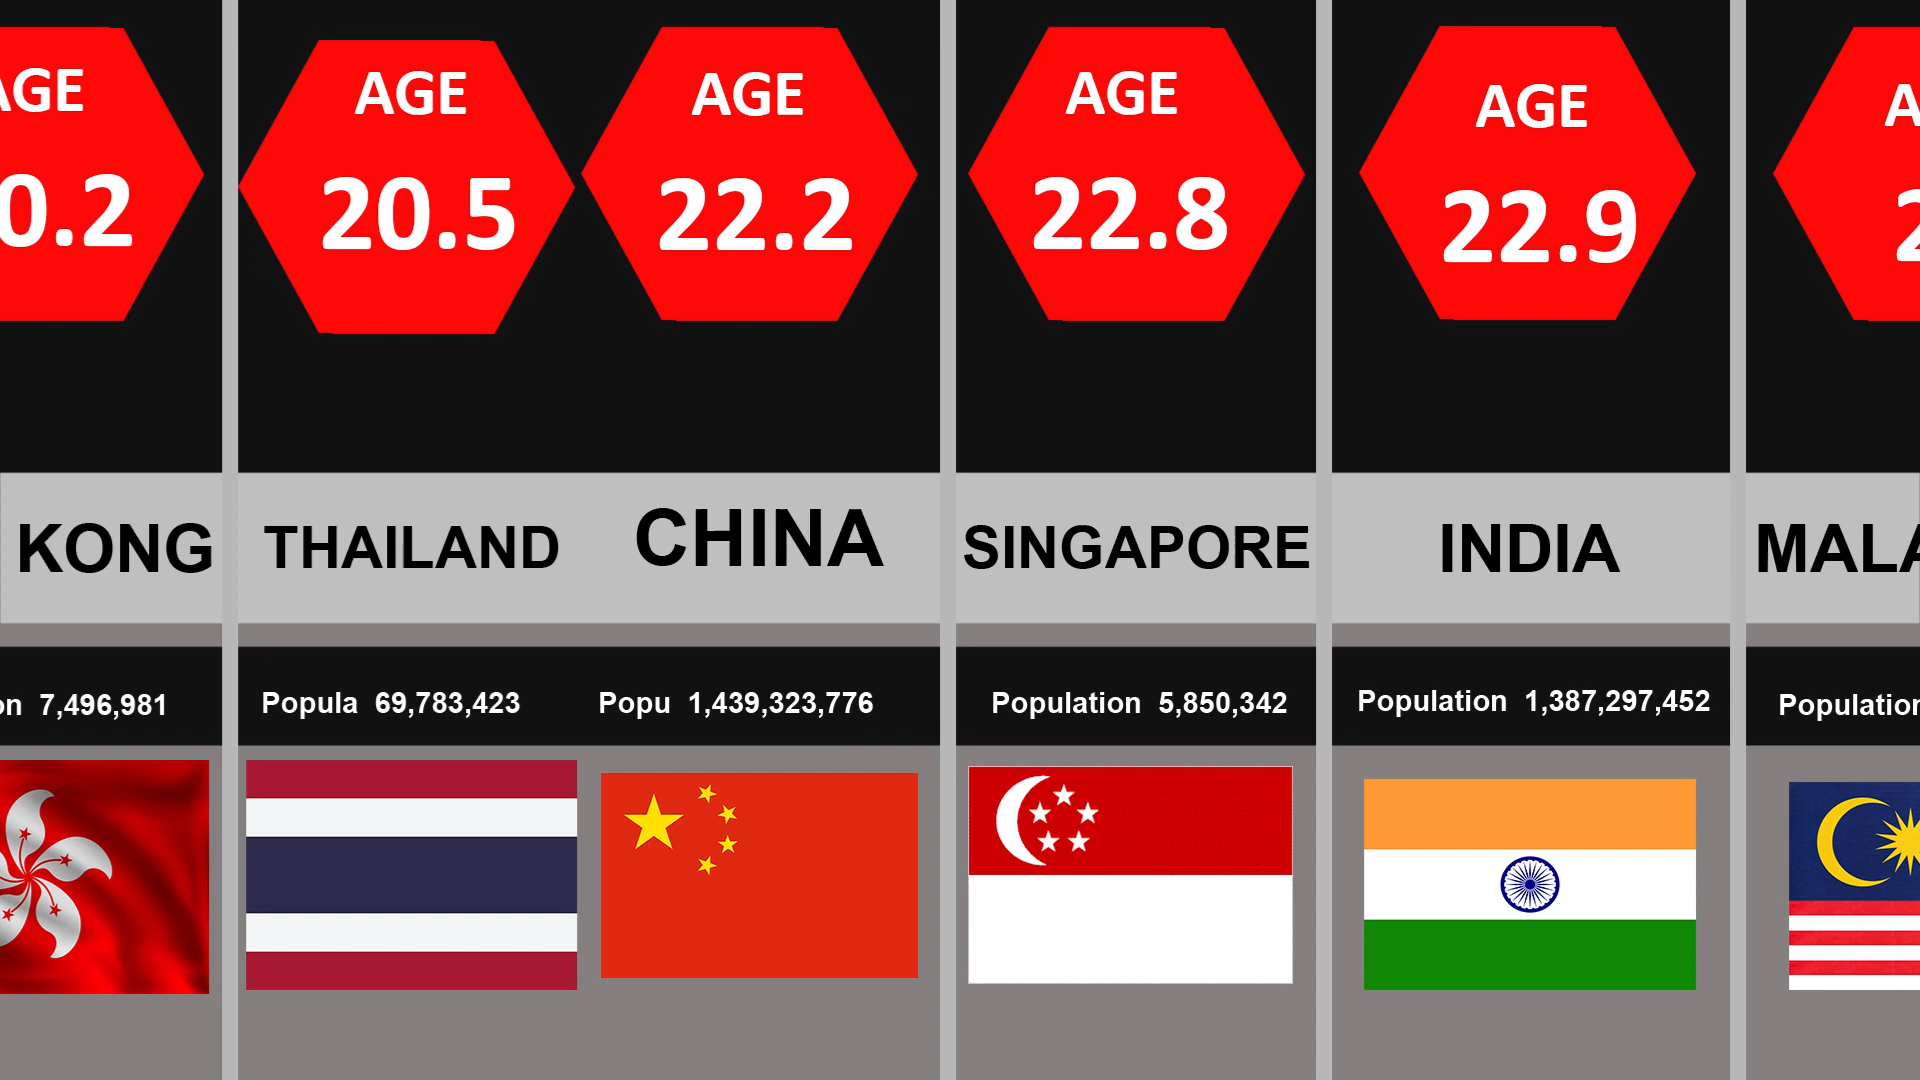 AGE
0.2
KONG
on 7,496,981
AGE
20.5
THAILAND
Popula 69,783,423
AGE
22.2
CHINA
Popu 1,439,323,776
AGE
22.8
SINGAPORE
Population 5,850,342
AGE
22.9
INDIA
Population 1,387,297,452
A
2
MALA
Population